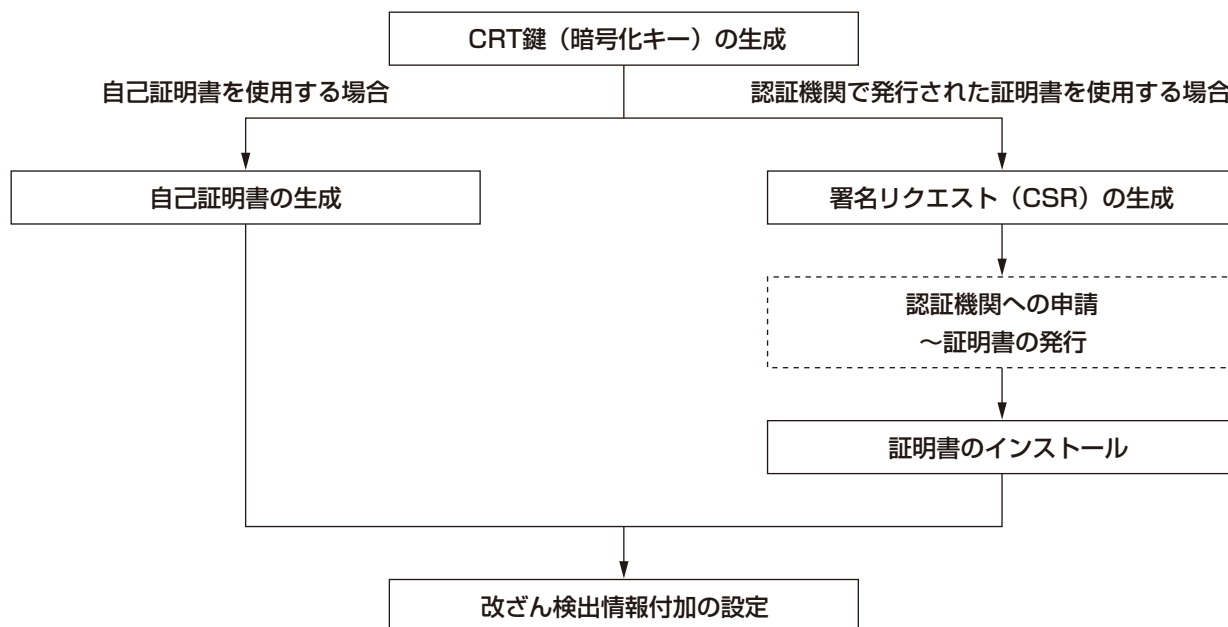 CRT鍵（暗号化キー）の生成
自己証明書を使用する場合
認証機関で発行された証明書を使用する場合
自己証明書の生成
署名リクエスト（CSR）の生成
認証機関への申請
～証明書の発行
証明書のインストール
改ざん検出情報付加の設定